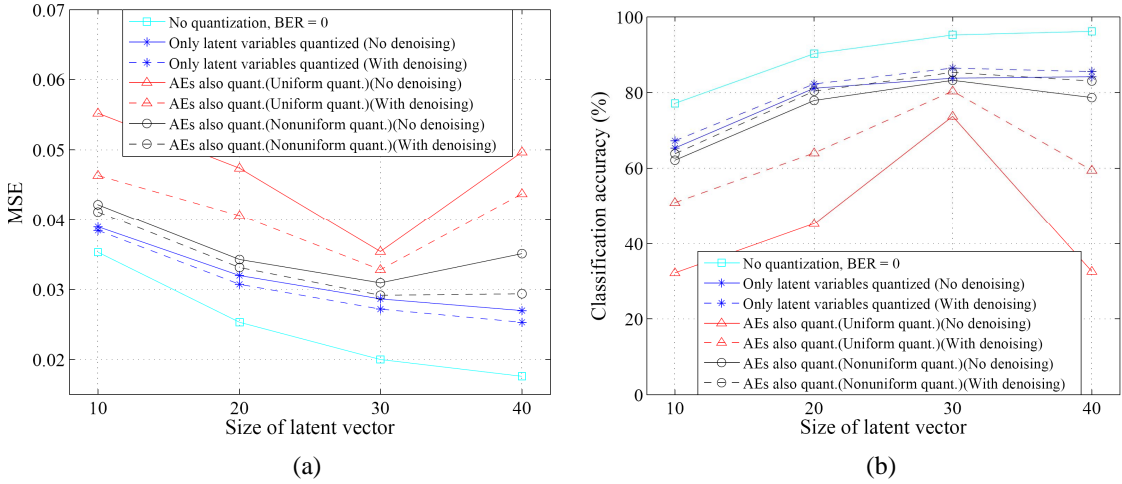 0.07
0.06
0.05
0.04
0.03
0.02
MSE
No quantization, BER = 0
Only latent variables quantized (No denoising)
Only latent variables quantized (With denoising)
AEs also quant.(Uniform quant.)(No denoising)
AEs also quant.(Uniform quant.)(With denoising)
AEs also quant.(Nonuniform quant.)(No denoising)
AEs also quant.(Nonuniform quant.)(With denoising)
10 20 30 40
Size of latent vector
(a)
100
80
60
40
20
0
Classification accuracy (%)
No quantization, BER = 0
Only latent variables quantized (No denoising)
Only latent variables quantized (With denoising)
AEs also quant.(Uniform quant.)(No denoising)
AEs also quant.(Uniform quant.)(With denoising)
AEs also quant.(Nonuniform quant.)(No denoising)
AEs also quant.(Nonuniform quant.)(With denoising)
10 20 30 40
Size of latent vector
(b)